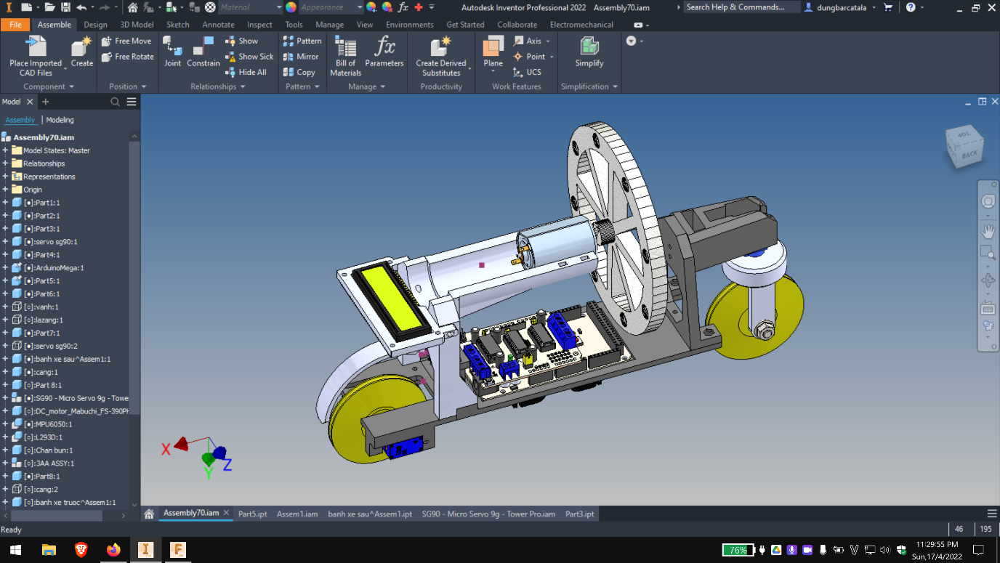 Material
Appearance
fx
Autodesk Inventor Professional 2022 Assembly70.iam
Search Help & Commands...
dungbarcatala
File Assemble Design 3D Model Sketch Annotate Inspect Tools Manage View Environments Get Started Collaborate Electromechanical
Place Imported
CAD Files
Create
Component
Free Move
Free Rotate
Position
Joint
Constrain
Show
Show Sick
Hide All
Relationships
Pattern
Mirror
Copy
Pattern
Bill of
Materials
fx
Parameters
Manage
Create Derived
Substitutes
Productivity
Plane
Axis
Point
UCS
Work Features
Simplify
Simplification
Model
Assembly | Modeling
Assembly70.iam
Model States: Master
Relationships
Representations
Origin
[●]:Part1:1
[●]:Part2:1
[●]:Part3:1
[●]:servo sg90:1
[●]:Part4:1
[●]:ArduinoMega:1
[●]:Part5:1
[●]:Part6:1
[○]:vanh:1
[○]:lazang:1
[●]:Part7:1
[○]:servo sg90:2
[●]:banh xe sau^Assem1:1
[●]:cang:1
[○]:Part 8:1
[●]:SG90 - Micro Servo 9g - Towe
[○]:DC_motor_Mabuchi_FS-390PH
[●]:MPU6050:1
[○]:L293D:1
[○]:Chan bun:1
[○]:3AA ASSY:1
[●]:Part8:1
[○]:cang:2
[○]:banh xe truoc^Assem1:1
BACK
X
Y
Z
Assembly70.iam Part5.ipt Assem1.iam banh xe sau^Assem1.ipt SG90 - Micro Servo 9g - Tower Pro.iam Part3.ipt
Ready
46
195
76%
11:29:55 PM
Sun,17/4/2022